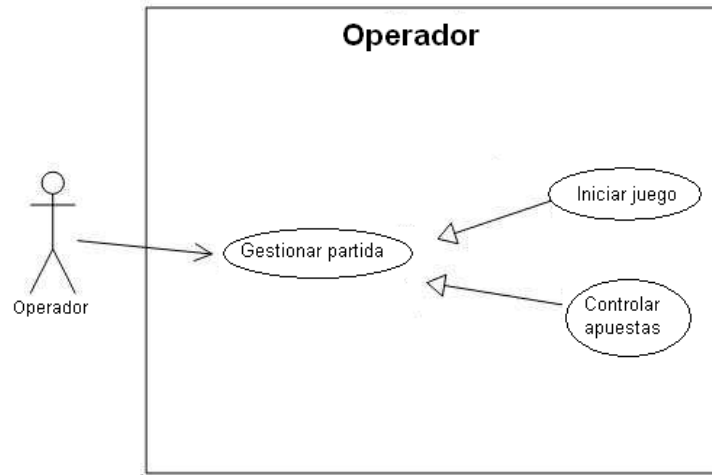 Operador
Iniciar juego
Gestionar partida
Operador
Controlar
apuestas